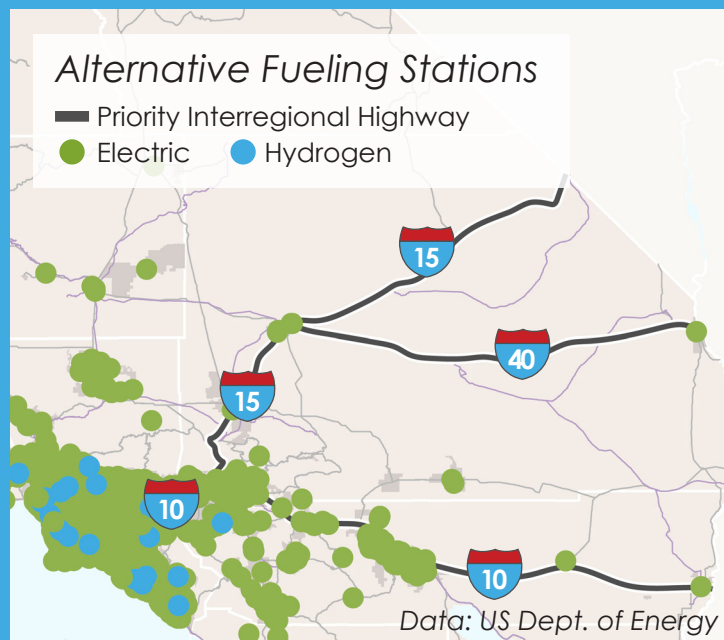 Alternative Fueling Stations
Priority Interregional Highway
Electric Hydrogen
15
40
15
10
10
Data: US Dept. of Energy